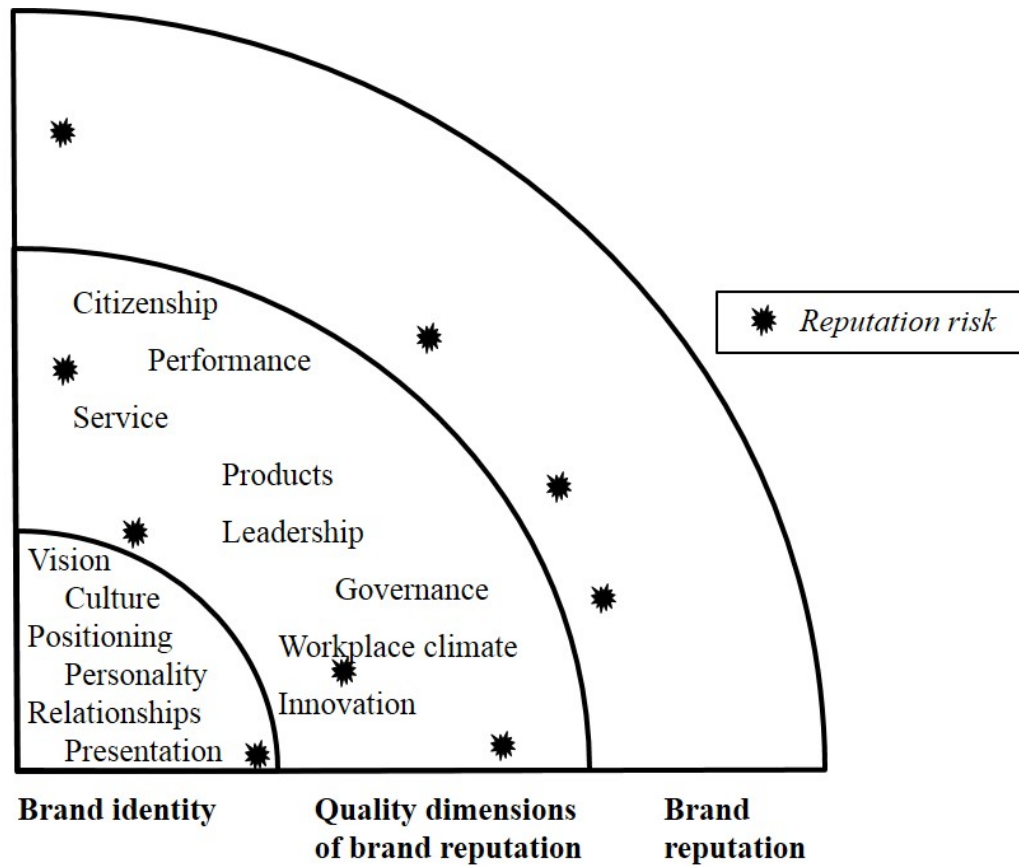 Citizenship
Performance
Service
Products
Leadership
Governance
Workplace climate
Innovation
Vision
Culture
Positioning
Personality
Relationships
Presentation
Reputation risk
Brand identity
Quality dimensions
of brand reputation
Brand
reputation